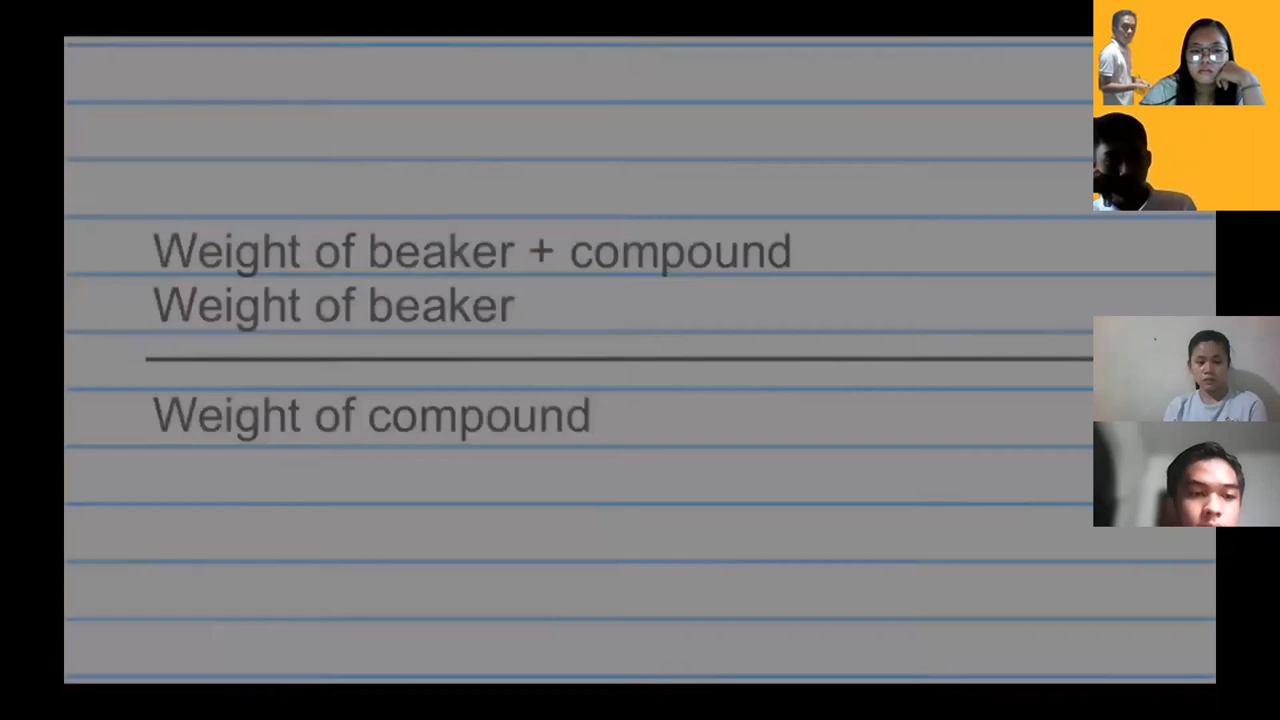 Weight of beaker + compound
Weight of beaker
Weight of compound